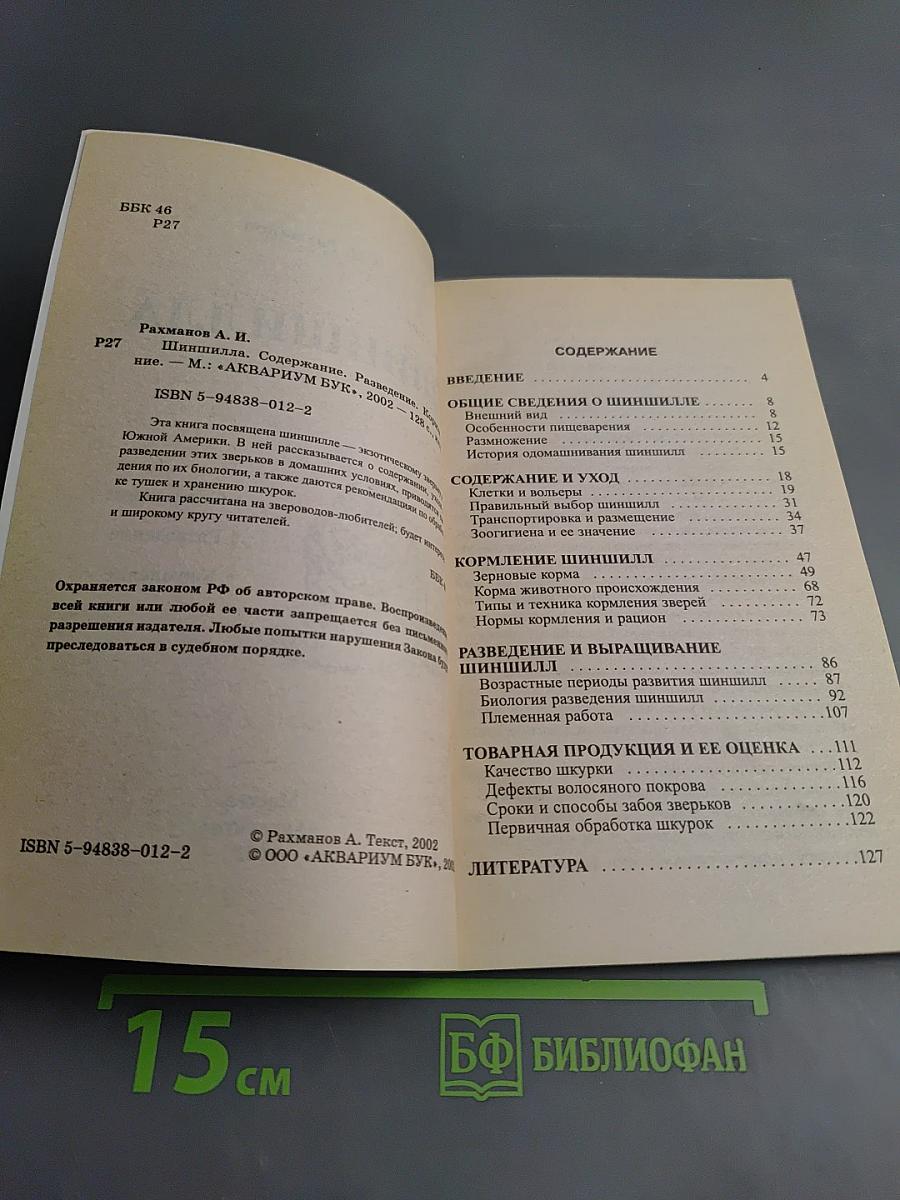 ББК 46
Р27
Рахманов А. И.
Р27 Шиншилла. Содержание. Разведение.
ние. — М.: «АКВАРИУМ БУК», 2002 — 128 с.,
ISBN 5–94838–012–2
Эта книга посвящена шиншилле — экзотическому
Южной Америки. В ней рассказывается о содержании,
разведении этих зверьков в домашних условиях, приводятся
дения по их биологии, а также даются рекомендации по
ке тушек и хранению шкурок.
Книга рассчитана на звероводов-любителей; будет
и широкому кругу читателей.
ББК
Охраняется законом РФ об авторском праве.
всей книги или любой ее части запрещается без
разрешения издателя. Любые попытки нарушения Закона
преследоваться в судебном порядке.
ISBN 5–94838–012–2
© Рахманов А. Текст, 2002
© ООО «АКВАРИУМ БУК»,
СОДЕРЖАНИЕ
ВВЕДЕНИЕ .......................... 4
ОБЩИЕ СВЕДЕНИЯ О ШИНШИЛЛЕ ....... 8
Внешний вид .......................... 8
Особенности пищеварения ................ 12
Размножение .......................... 15
История одомашнивания шиншилл .......... 15
СОДЕРЖАНИЕ И УХОД .................. 18
Клетки и вольеры ...................... 19
Правильный выбор шиншилл .............. 31
Транспортировка и размещение ............ 34
Зоогигиена и ее значение ................ 37
КОРМЛЕНИЕ ШИНШИЛЛ ................ 47
Зерновые корма ........................ 49
Корма животного происхождения .......... 68
Типы и техника кормления зверей .......... 72
Нормы кормления и рацион .............. 73
РАЗВЕДЕНИЕ И ВЫРАЩИВАНИЕ
ШИНШИЛЛ .......................... 86
Возрастные периоды развития шиншилл ..... 87
Биология разведения шиншилл ............ 92
Племенная работа ......................107
ТОВАРНАЯ ПРОДУКЦИЯ И ЕЕ ОЦЕНКА ...111
Качество шкурки ......................112
Дефекты волосяного покрова ..............116
Сроки и способы забоя зверьков ............120
Первичная обработка шкурок ..............122
ЛИТЕРАТУРА ..........................127
15 см
БФ БИБЛИОФАН